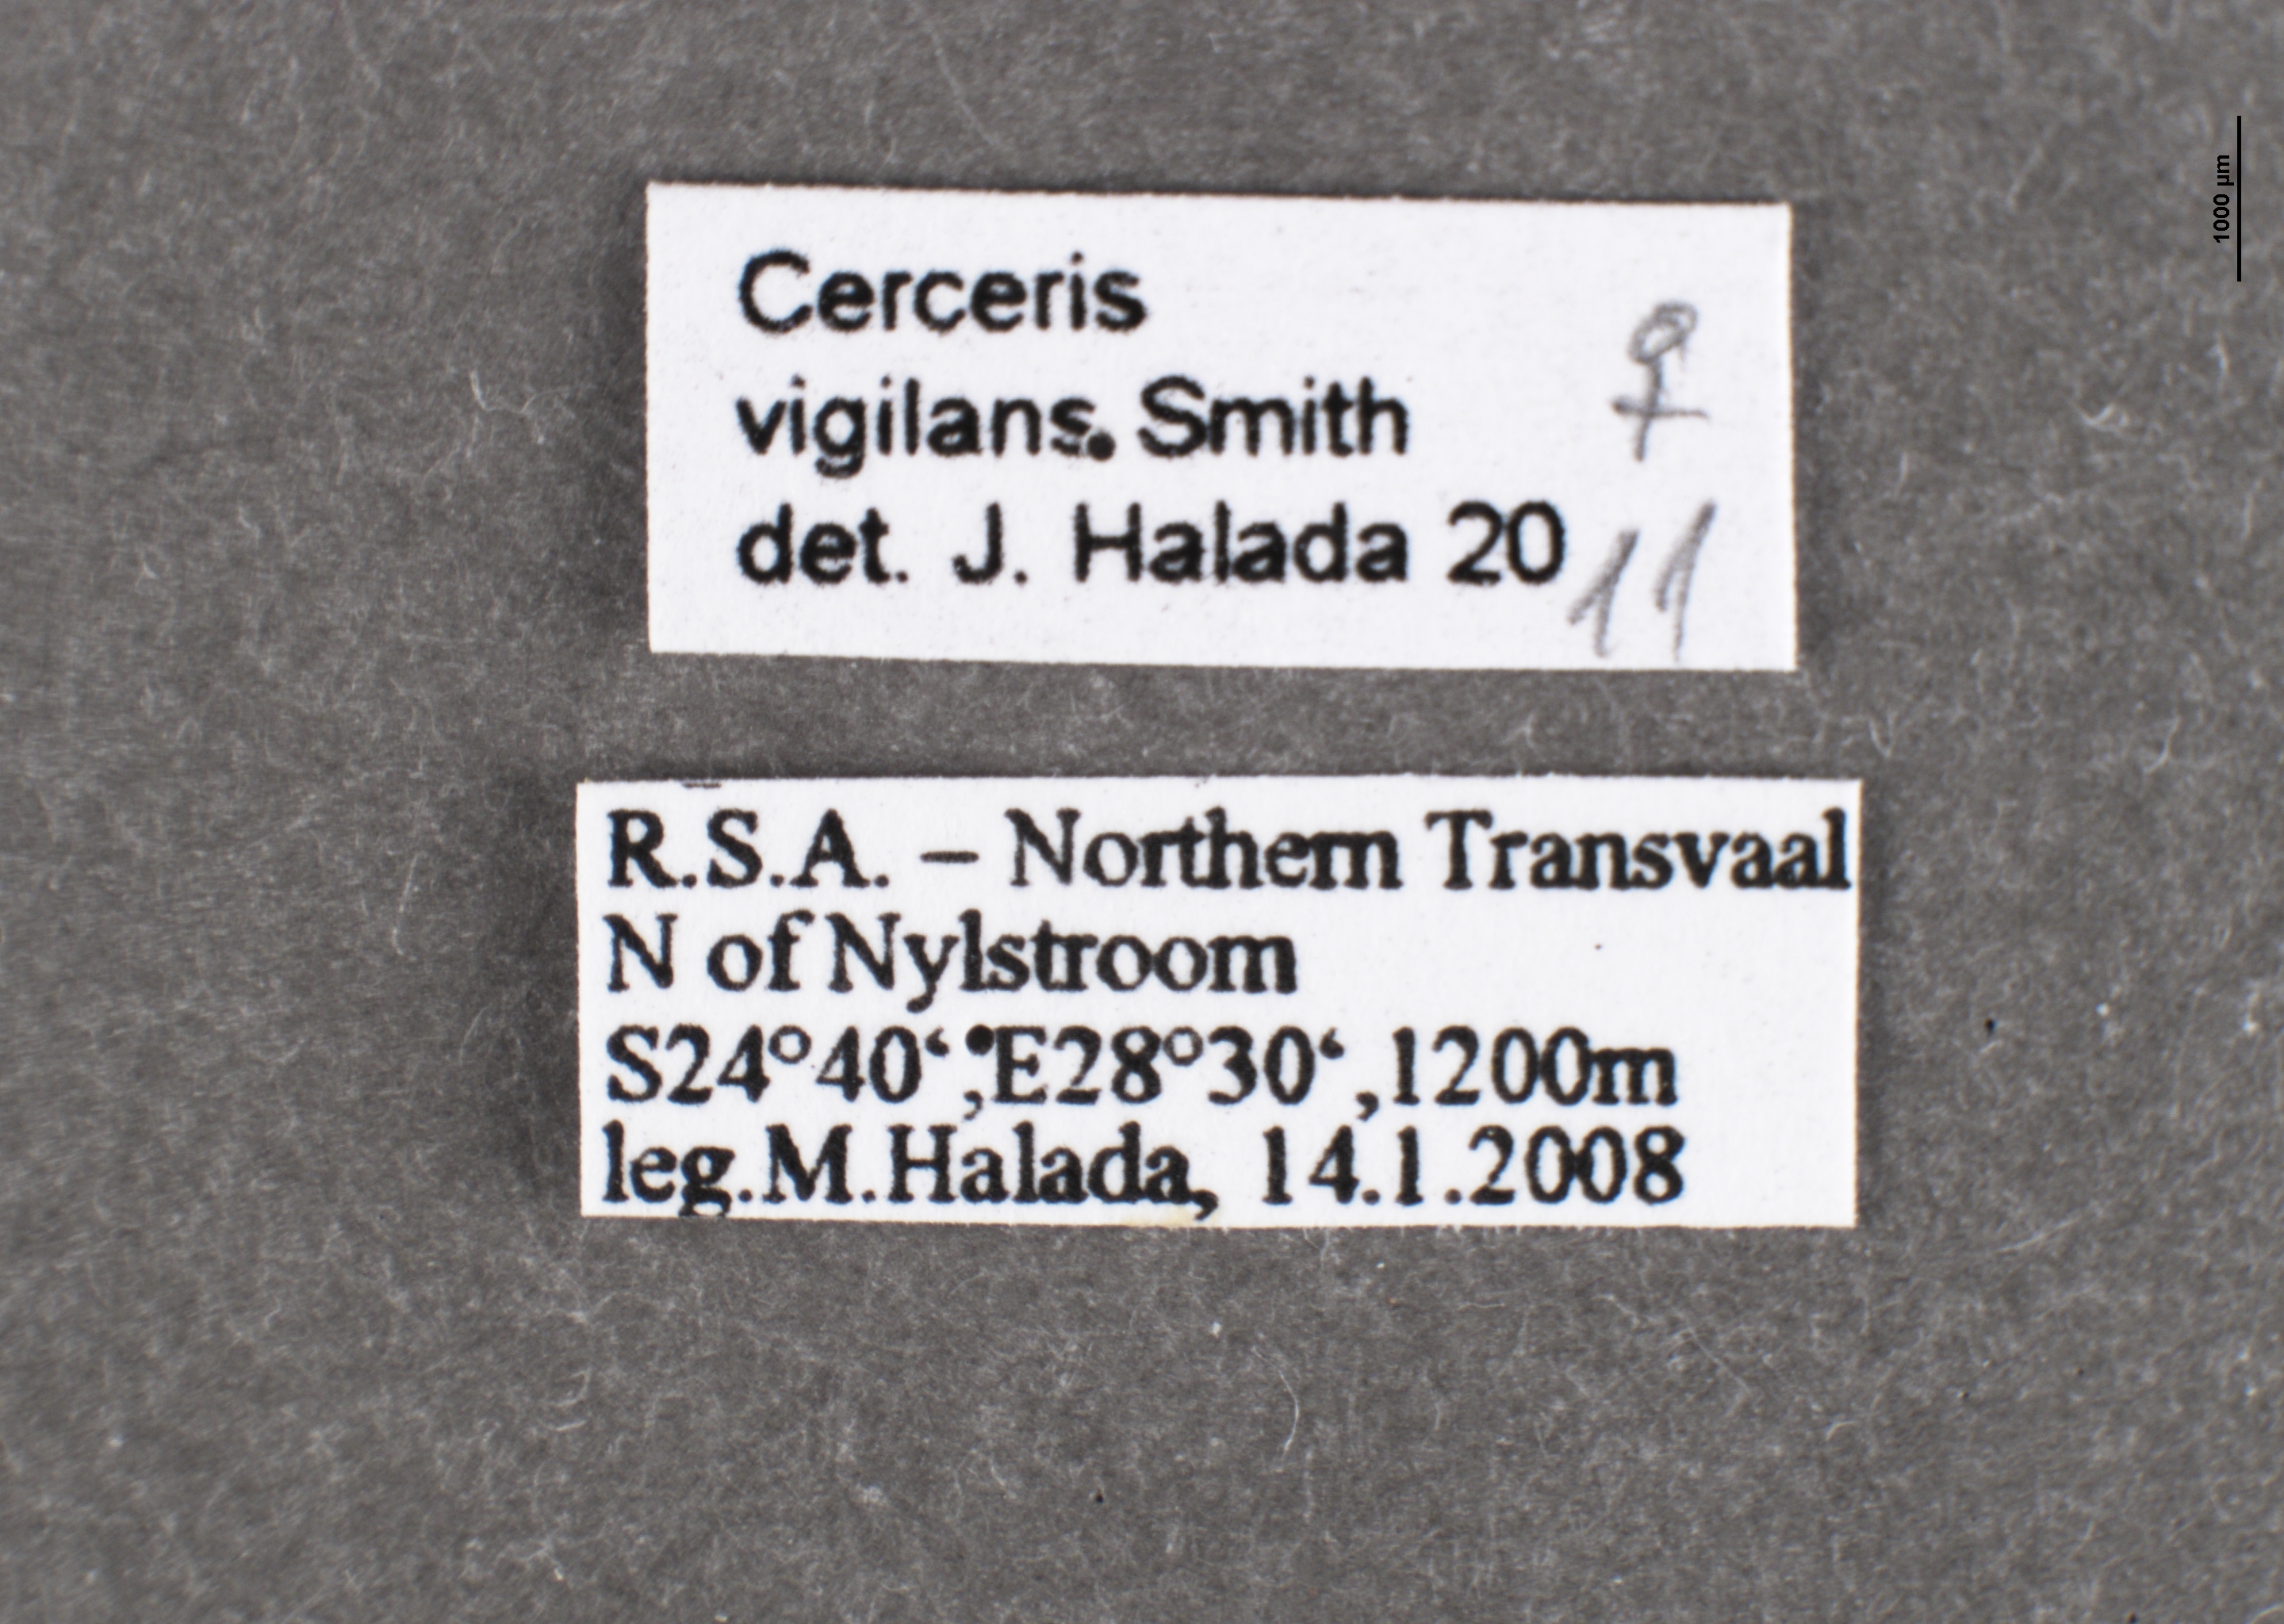 Cerceris
vigilans Smith ♀
det. J. Halada 2011
R.S.A. – Northern Transvaal
N of Nylstroom
S24°40‘,E28°30‘,1200m
leg.M.Halada, 14.1.2008
1000 µm